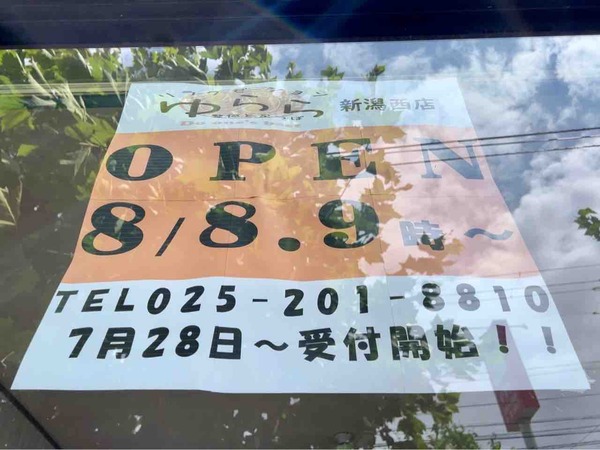 ゆらら 新潟西店
OPEN
8/8.9時～
TEL025-201-8810
7月28日～受付開始！！